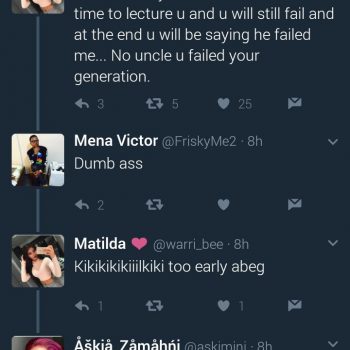 time to lecture u and u will still fail and
at the end u will be saying he failed
me... No uncle u failed your
generation.
3 5 25
Mena Victor @FriskyMe2 · 8h
Dumb ass
2
Matilda @warri_bee · 8h
Kikikikikiiilkiki too early abeg
1 1
Åškiå_Zåmåhńí @askimini · 8h